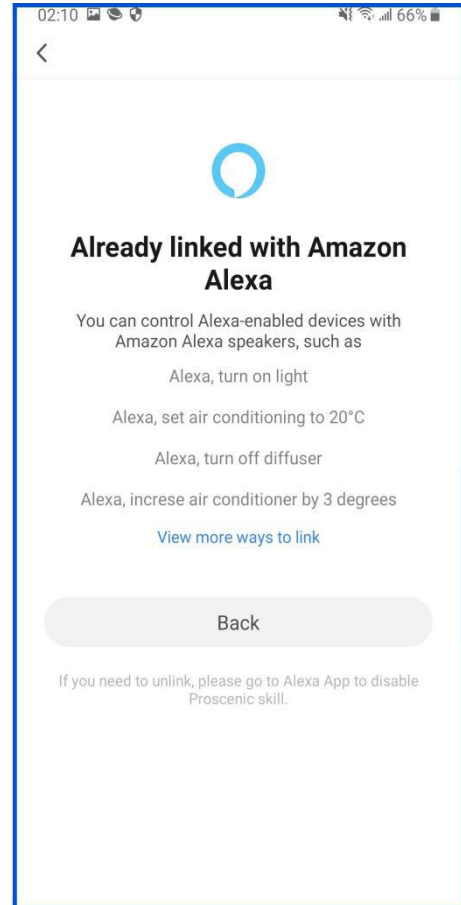 02:10 66%
Already linked with Amazon
Alexa
You can control Alexa-enabled devices with
Amazon Alexa speakers, such as
Alexa, turn on light
Alexa, set air conditioning to 20°C
Alexa, turn off diffuser
Alexa, increse air conditioner by 3 degrees
View more ways to link
Back
If you need to unlink, please go to Alexa App to disable
Proscenic skill.